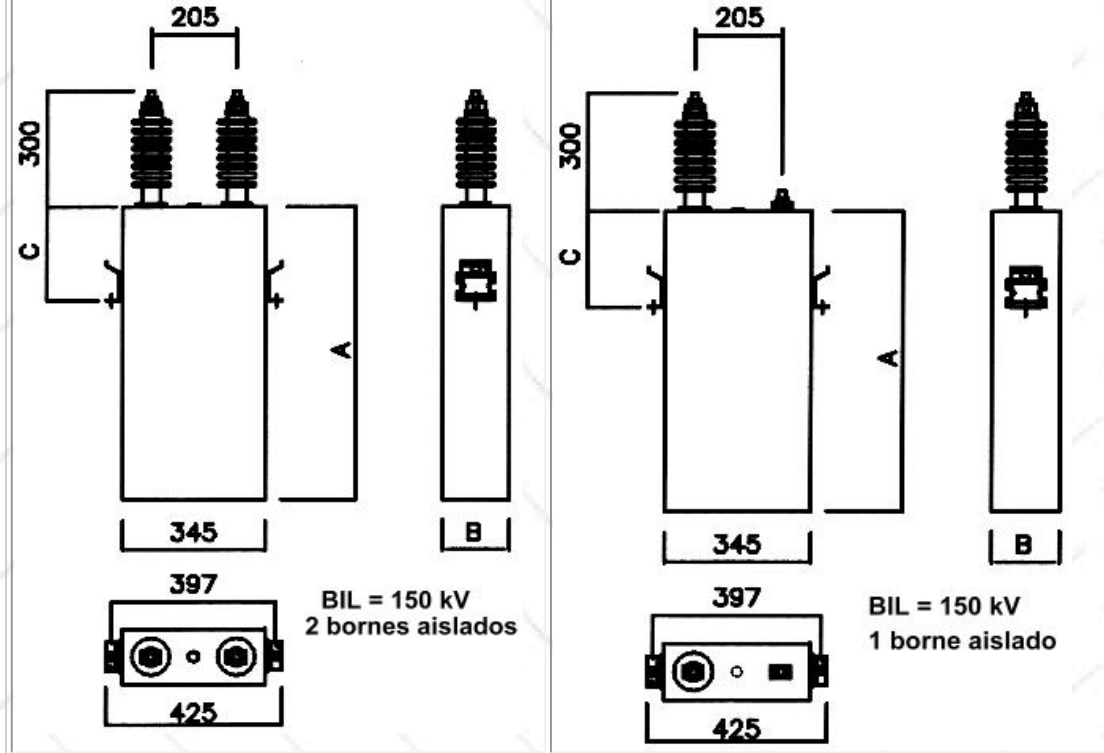 205
300
C
A
345
B
397
BIL = 150 kV
2 bornes aislados
425
205
300
C
A
345
B
397
BIL = 150 kV
1 borne aislado
425